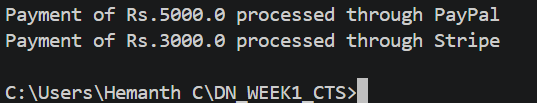 Payment of Rs.5000.0 processed through PayPal
Payment of Rs.3000.0 processed through Stripe
C:\Users\Hemanth C\DN_WEEK1_CTS>